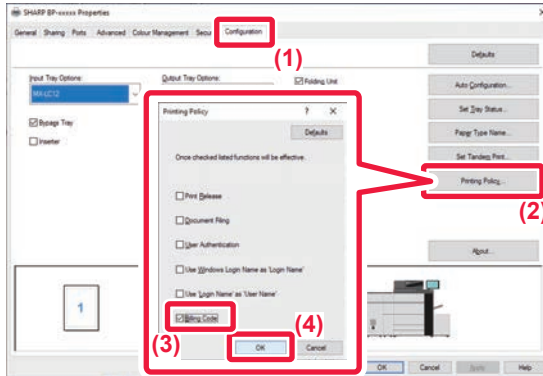 SHARP BP-xxxxx Properties
General Sharing Ports Advanced Colour Management Secu Configuration
(1)
Defaults
Input Tray Options:
Output Tray Options:
Folding Unit
MX-LC12
Auto Configuration...
Printing Policy ? ×
Set Tray Status...
Bypass Tray
Defaults
Inserter
Paper Type Name...
Once checked listed functions will be effective.
Set Tandem Print...
Print Release
Printing Policy...
(2)
Document Filing
User Authentication
About...
Use Windows Login Name as 'Login Name'
Use 'Login Name' as 'User Name'
1
Billing Code
(3)
(4)
OK Cancel
OK Cancel Apply Help